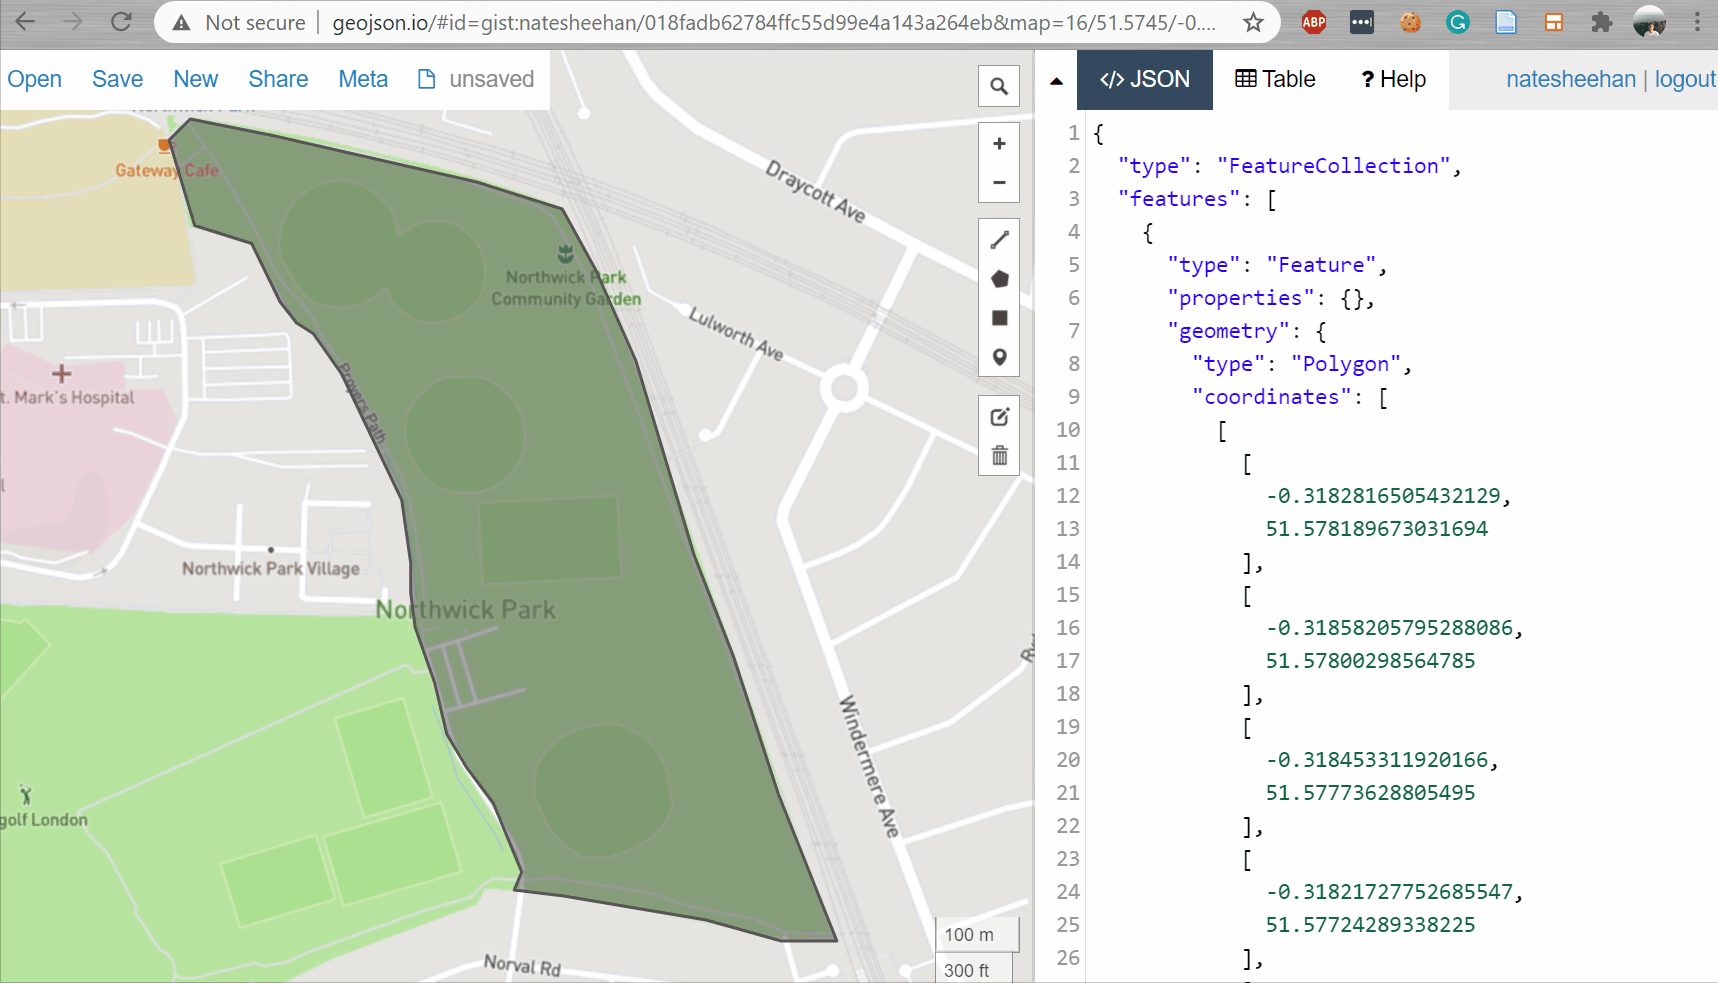 Not secure | geojson.io/#id=gist:natesheehan/018fadb62784ffc55d99e4a143a264eb&map=16/51.5745/-0....
ABP
G
Open Save New Share Meta unsaved
</> JSON Table ? Help natesheehan | logout
Northwick Park
Gateway Cafe
Draycott Ave
Northwick Park
Community Garden
Lulworth Ave
t. Mark's Hospital
Proyers Path
Northwick Park Village
Northwick Park
Windermere Ave
golf London
Norval Rd
+
−
100 m
300 ft
1 {
2 "type": "FeatureCollection",
3 "features": [
4 {
5 "type": "Feature",
6 "properties": {},
7 "geometry": {
8 "type": "Polygon",
9 "coordinates": [
10 [
11 [
12 -0.3182816505432129,
13 51.578189673031694
14 ],
15 [
16 -0.31858205795288086,
17 51.57800298564785
18 ],
19 [
20 -0.318453311920166,
21 51.57773628805495
22 ],
23 [
24 -0.31821727752685547,
25 51.57724289338225
26 ],